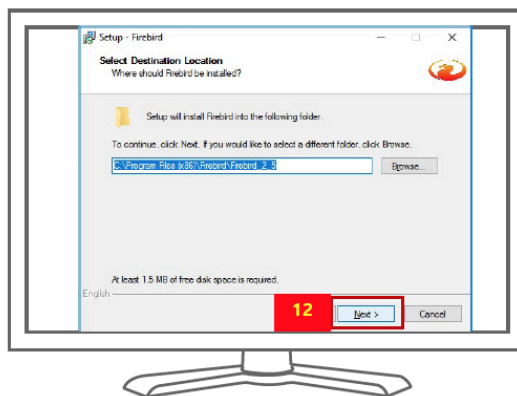 Setup - Firebird
Select Destination Location
Where should Firebird be installed?
Setup will install Firebird into the following folder.
To continue, click Next. If you would like to select a different folder, click Browse.
C:\Program Files (x86)\Firebird\Firebird_2_5
Browse...
At least 1.5 MB of free disk space is required.
English
12
Next >
Cancel